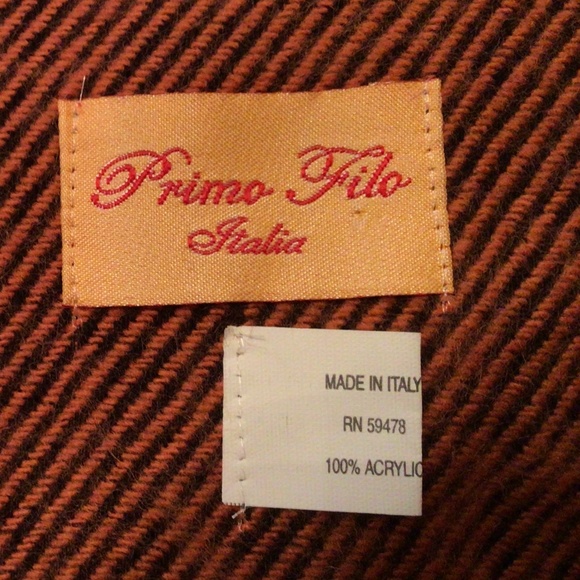 Primo Filo
Italia
MADE IN ITALY
RN 59478
100% ACRYLIC